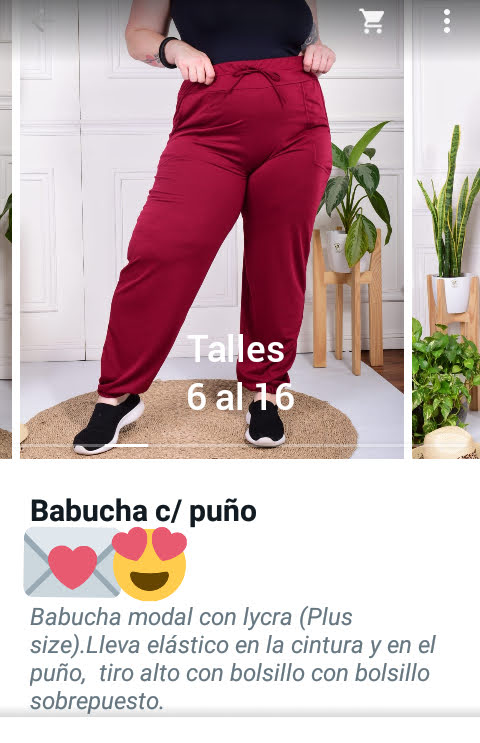 Talles
6 al 16
Babucha c/ puño
Babucha modal con lycra (Plus
size).Lleva elástico en la cintura y en el
puño,  tiro alto con bolsillo con bolsillo
sobrepuesto.